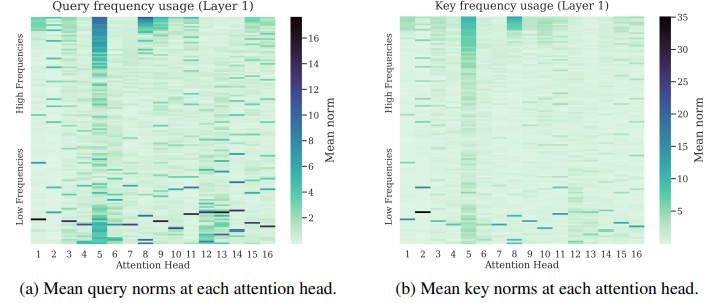 Query frequency usage (Layer 1)
High Frequencies
Low Frequencies
1 2 3 4 5 6 7 8 9 10 11 12 13 14 15 16
Attention Head
16
14
12
10
8
6
4
2
Mean norm
(a) Mean query norms at each attention head.
Key frequency usage (Layer 1)
High Frequencies
Low Frequencies
1 2 3 4 5 6 7 8 9 10 11 12 13 14 15 16
Attention Head
35
30
25
20
15
10
5
Mean norm
(b) Mean key norms at each attention head.